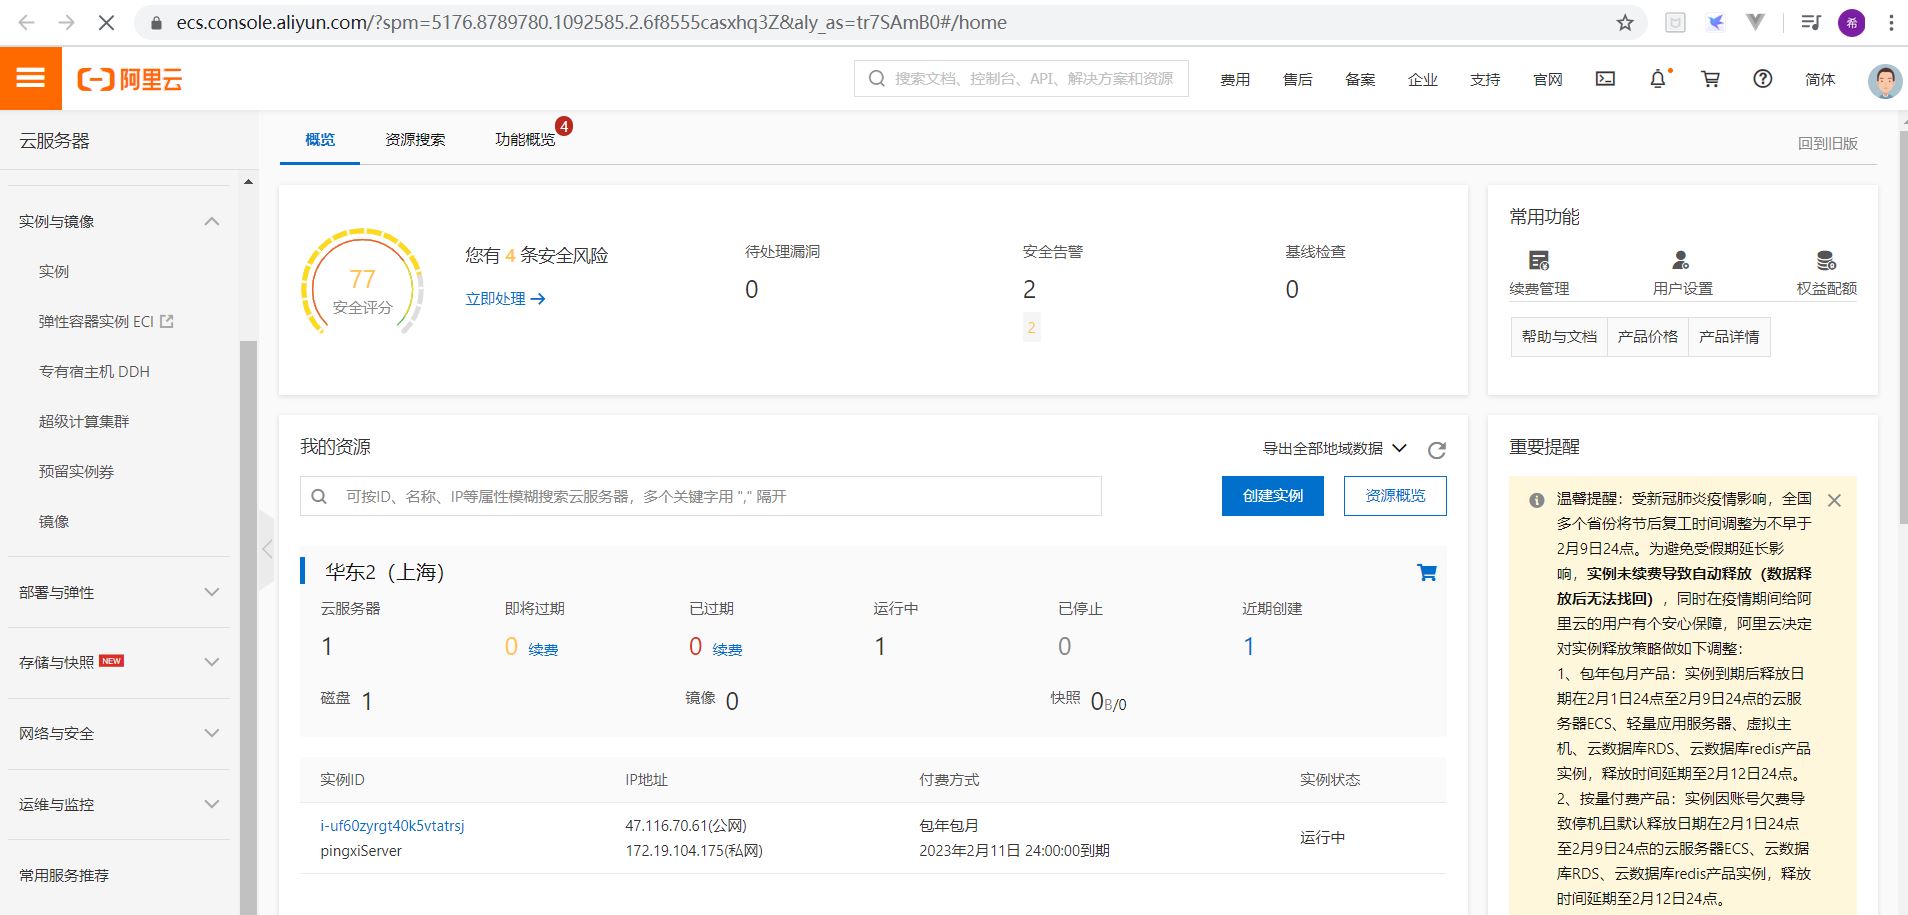 ecs.console.aliyun.com/?spm=5176.8789780.1092585.2.6f8555casxhq3Z&aly_as=tr7SAmB0#/home
希
阿里云
搜索文档、控制台、API、解决方案和资源
费用
售后
备案
企业
支持
官网
简体
云服务器
概览
资源搜索
功能概览
4
回到旧版
实例与镜像
实例
弹性容器实例 ECI
专有宿主机 DDH
超级计算集群
预留实例券
镜像
部署与弹性
存储与快照 NEW
网络与安全
运维与监控
常用服务推荐
77
安全评分
您有 4 条安全风险
立即处理
待处理漏洞
0
安全告警
2
2
基线检查
0
常用功能
续费管理
用户设置
权益配额
帮助与文档
产品价格
产品详情
我的资源
导出全部地域数据
可按ID、名称、IP等属性模糊搜索云服务器，多个关键字用 "," 隔开
创建实例
资源概览
华东2（上海）
云服务器
即将过期
已过期
运行中
已停止
近期创建
1
0 续费
0 续费
1
0
1
磁盘 1
镜像 0
快照 0B/0
实例ID
IP地址
付费方式
实例状态
i-uf60zyrgt40k5vtatrsj
47.116.70.61(公网)
包年包月
运行中
pingxiServer
172.19.104.175(私网)
2023年2月11日 24:00:00到期
重要提醒
温馨提醒：受新冠肺炎疫情影响，全国
多个省份将节后复工时间调整为不早于
2月9日24点。为避免受假期延长影
响，实例未续费导致自动释放（数据释
放后无法找回），同时在疫情期间给阿
里云的用户有个安心保障，阿里云决定
对实例释放策略做如下调整：
1、包年包月产品：实例到期后释放日
期在2月1日24点至2月9日24点的云服
务器ECS、轻量应用服务器、虚拟主
机、云数据库RDS、云数据库redis产品
实例，释放时间延期至2月12日24点。
2、按量付费产品：实例因账号欠费导
致停机且默认释放日期在2月1日24点
至2月9日24点的云服务器ECS、云数据
库RDS、云数据库redis产品实例，释放
时间延期至2月12日24点。